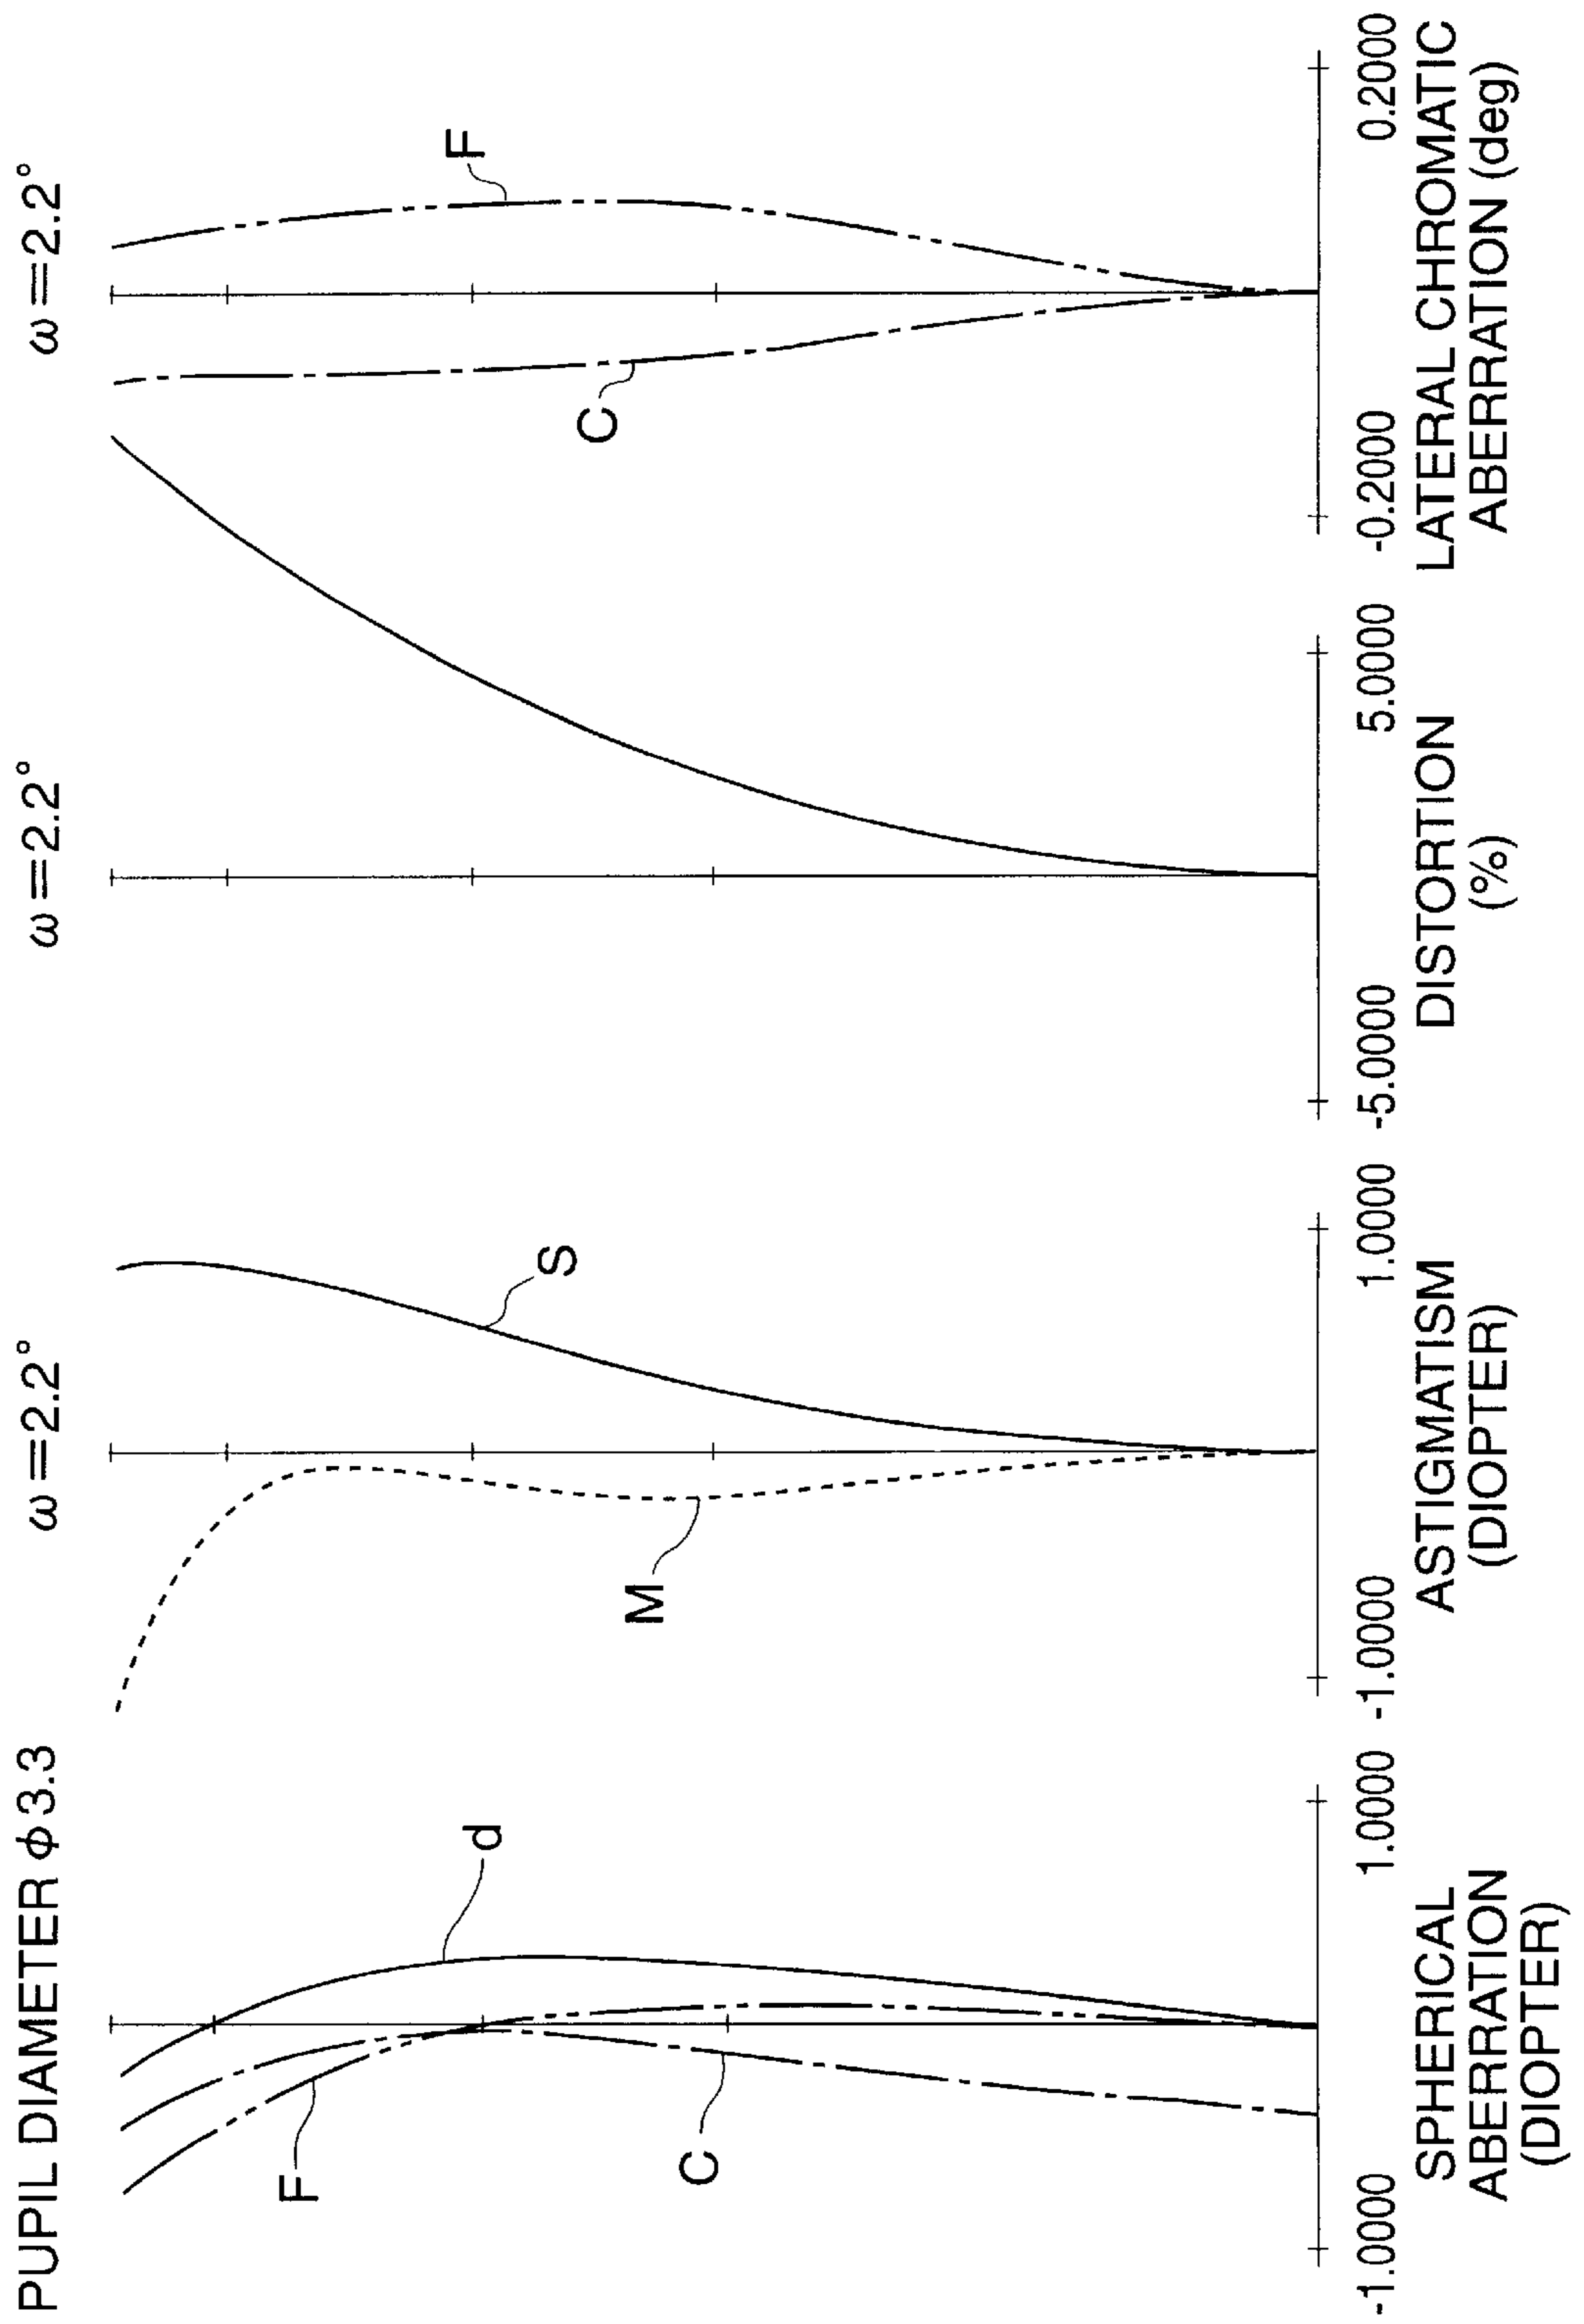 PUPIL DIAMETER ϕ3.3
F
C
d
-1.0000
1.0000
SPHERICAL
ABERRATION
(DIOPTER)
ω=2.2°
M
S
-1.0000
1.0000
ASTIGMATISM
(DIOPTER)
ω=2.2°
-5.0000
5.0000
DISTORTION
(%)
ω=2.2°
C
F
-0.2000
0.2000
LATERAL CHROMATIC
ABERRATION (deg)